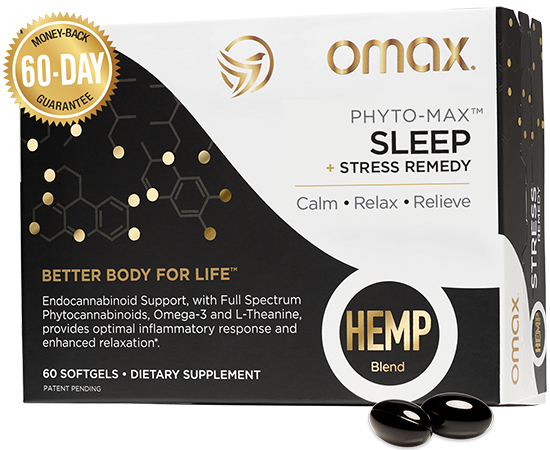 MONEY-BACK
60-DAY
GUARANTEE
omax®
PHYTO-MAX™
SLEEP
+ STRESS REMEDY
Calm • Relax • Relieve
BETTER BODY FOR LIFE™
Endocannabinoid Support, with Full Spectrum
Phytocannabinoids, Omega-3 and L-Theanine,
provides optimal inflammatory response and
enhanced relaxation*.
60 SOFTGELS • DIETARY SUPPLEMENT
PATENT PENDING
HEMP
Blend
STRESS
REMEDY
omax